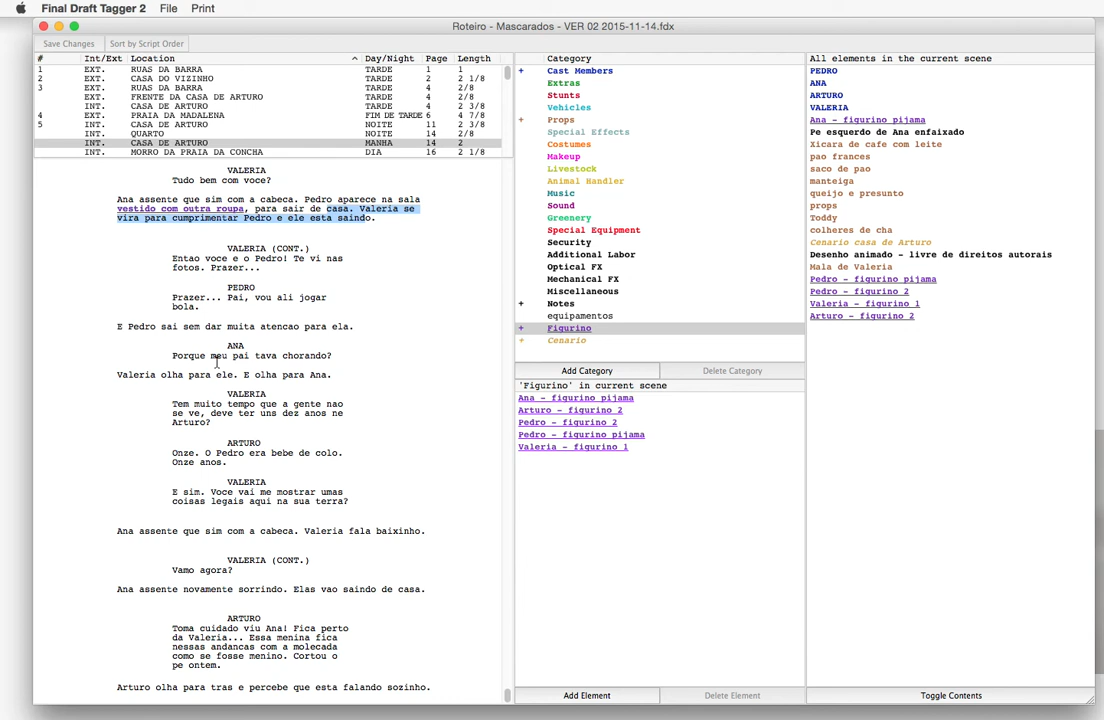 Final Draft Tagger 2 File Print
Roteiro - Mascarados - VER 02 2015-11-14.fdx
Save Changes Sort by Script Order
# Int/Ext Location Day/Night Page Length
1 EXT. RUAS DA BARRA TARDE 1 1
2 EXT. CASA DO VIZINHO TARDE 2 2 1/8
3 EXT. RUAS DA BARRA TARDE 4 2/8
EXT. FRENTE DA CASA DE ARTURO TARDE 4 2/8
INT. CASA DE ARTURO TARDE 4 2 3/8
4 EXT. PRAIA DA MADALENA FIM DE TARDE 6 4 7/8
5 INT. CASA DE ARTURO NOITE 11 2 3/8
INT. QUARTO NOITE 14 2/8
INT. CASA DE ARTURO MANHA 14 2
INT. MORRO DA PRAIA DA CONCHA DIA 16 2 1/8
VALERIA
Tudo bem com voce?
Ana assente que sim com a cabeca. Pedro aparece na sala
vestido com outra roupa, para sair de casa. Valeria se
vira para cumprimentar Pedro e ele esta saindo.
VALERIA (CONT.)
Entao voce e o Pedro! Te vi nas
fotos. Prazer...
PEDRO
Prazer... Pai, vou ali jogar
bola.
E Pedro sai sem dar muita atencao para ela.
ANA
Porque meu pai tava chorando?
Valeria olha para ele. E olha para Ana.
VALERIA
Tem muito tempo que a gente nao
se ve, deve ter uns dez anos ne
Arturo?
ARTURO
Onze. O Pedro era bebe de colo.
Onze anos.
VALERIA
E sim. Voce vai me mostrar umas
coisas legais aqui na sua terra?
Ana assente que sim com a cabeca. Valeria fala baixinho.
VALERIA (CONT.)
Vamo agora?
Ana assente novamente sorrindo. Elas vao saindo de casa.
ARTURO
Toma cuidado viu Ana! Fica perto
da Valeria... Essa menina fica
nessas andancas com a molecada
como se fosse menino. Cortou o
pe ontem.
Arturo olha para tras e percebe que esta falando sozinho.
Category
+ Cast Members
Extras
Stunts
Vehicles
+ Props
Special Effects
Costumes
Makeup
Livestock
Animal Handler
Music
Sound
Greenery
Special Equipment
Security
Additional Labor
Optical FX
Mechanical FX
Miscellaneous
+ Notes
equipamentos
+ Figurino
+ Cenario
Add Category Delete Category
'Figurino' in current scene
Ana - figurino pijama
Arturo - figurino 2
Pedro - figurino 2
Pedro - figurino pijama
Valeria - figurino 1
Add Element Delete Element
All elements in the current scene
PEDRO
ANA
ARTURO
VALERIA
Ana - figurino pijama
Pe esquerdo de Ana enfaixado
Xicara de cafe com leite
pao frances
saco de pao
manteiga
queijo e presunto
props
Toddy
colheres de cha
Cenario casa de Arturo
Desenho animado - livre de direitos autorais
Mala de Valeria
Pedro - figurino pijama
Pedro - figurino 2
Valeria - figurino 1
Arturo - figurino 2
Toggle Contents